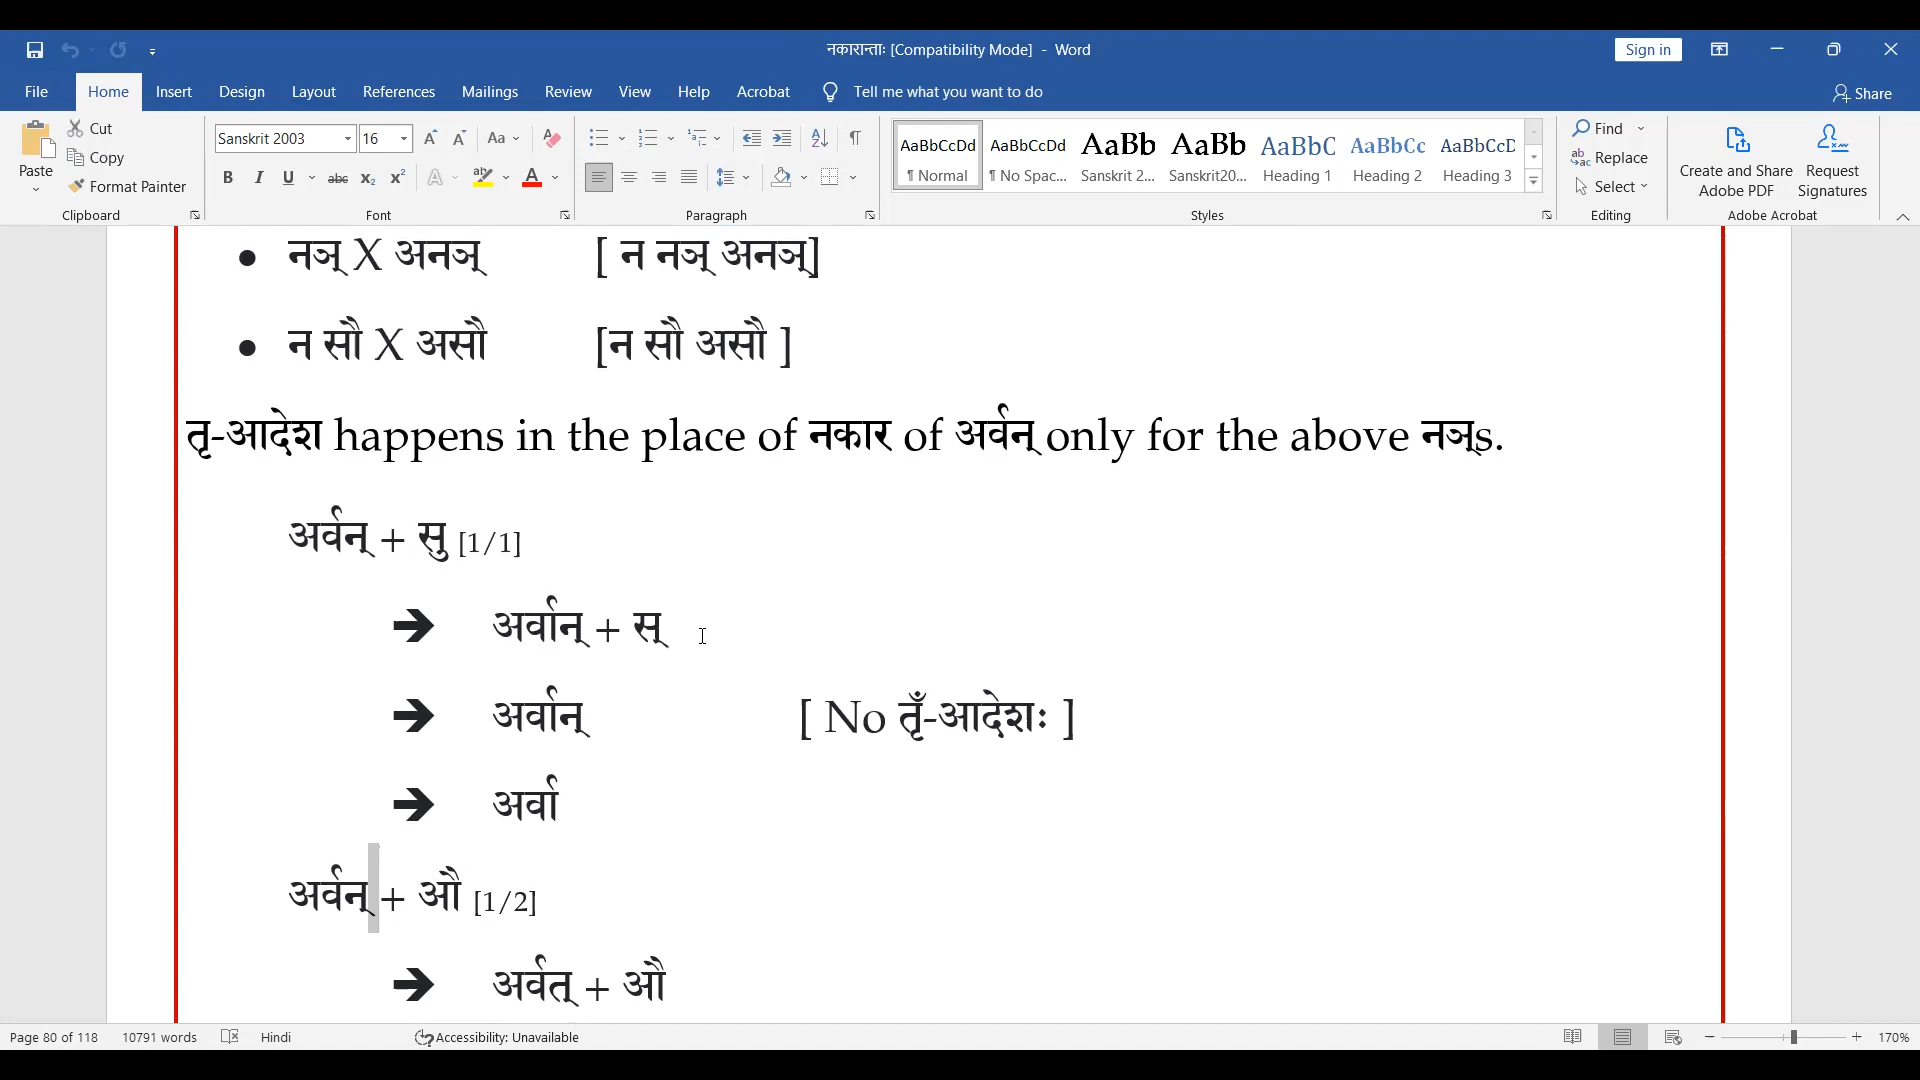 नकारान्ताः [Compatibility Mode] - Word
Sign in
File Home Insert Design Layout References Mailings Review View Help Acrobat Tell me what you want to do Share
Paste Cut Copy Format Painter Clipboard
Sanskrit 2003 16 Aa
B I U abc x₂ x² A ab A
Font
Paragraph
AaBbCcDd AaBbCcDd AaBb AaBb AaBbC AaBbCc AaBbCcD
¶ Normal ¶ No Spac... Sanskrit 2... Sanskrit20... Heading 1 Heading 2 Heading 3
Styles
Find Replace Select Editing
Create and Share Adobe PDF Request Signatures
Adobe Acrobat
● नञ् X अनञ् [ न नञ् अनञ्]
● न सौ X असौ [न सौ असौ ]
तृ-आदेश happens in the place of नकार of अर्वन् only for the above नञ्s.
अर्वन् + सु [1/1]
➔ अर्वान् + स्
➔ अर्वान् [ No तृँ-आदेशः ]
➔ अर्वा
अर्वन् + औ [1/2]
➔ अर्वत् + औ
Page 80 of 118 10791 words Hindi Accessibility: Unavailable 170%